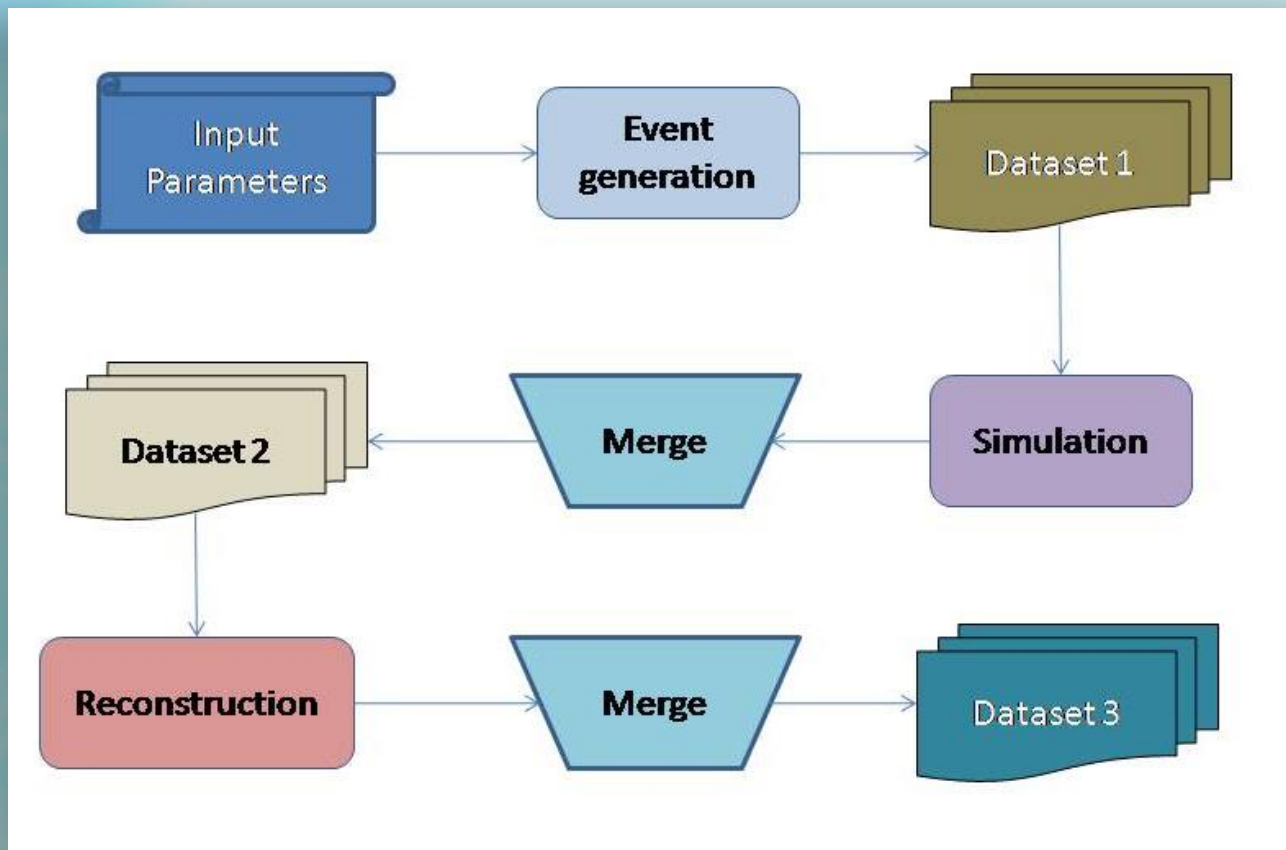 Input
Parameters
Event
generation
Dataset 1
Simulation
Merge
Dataset 2
Reconstruction
Merge
Dataset 3